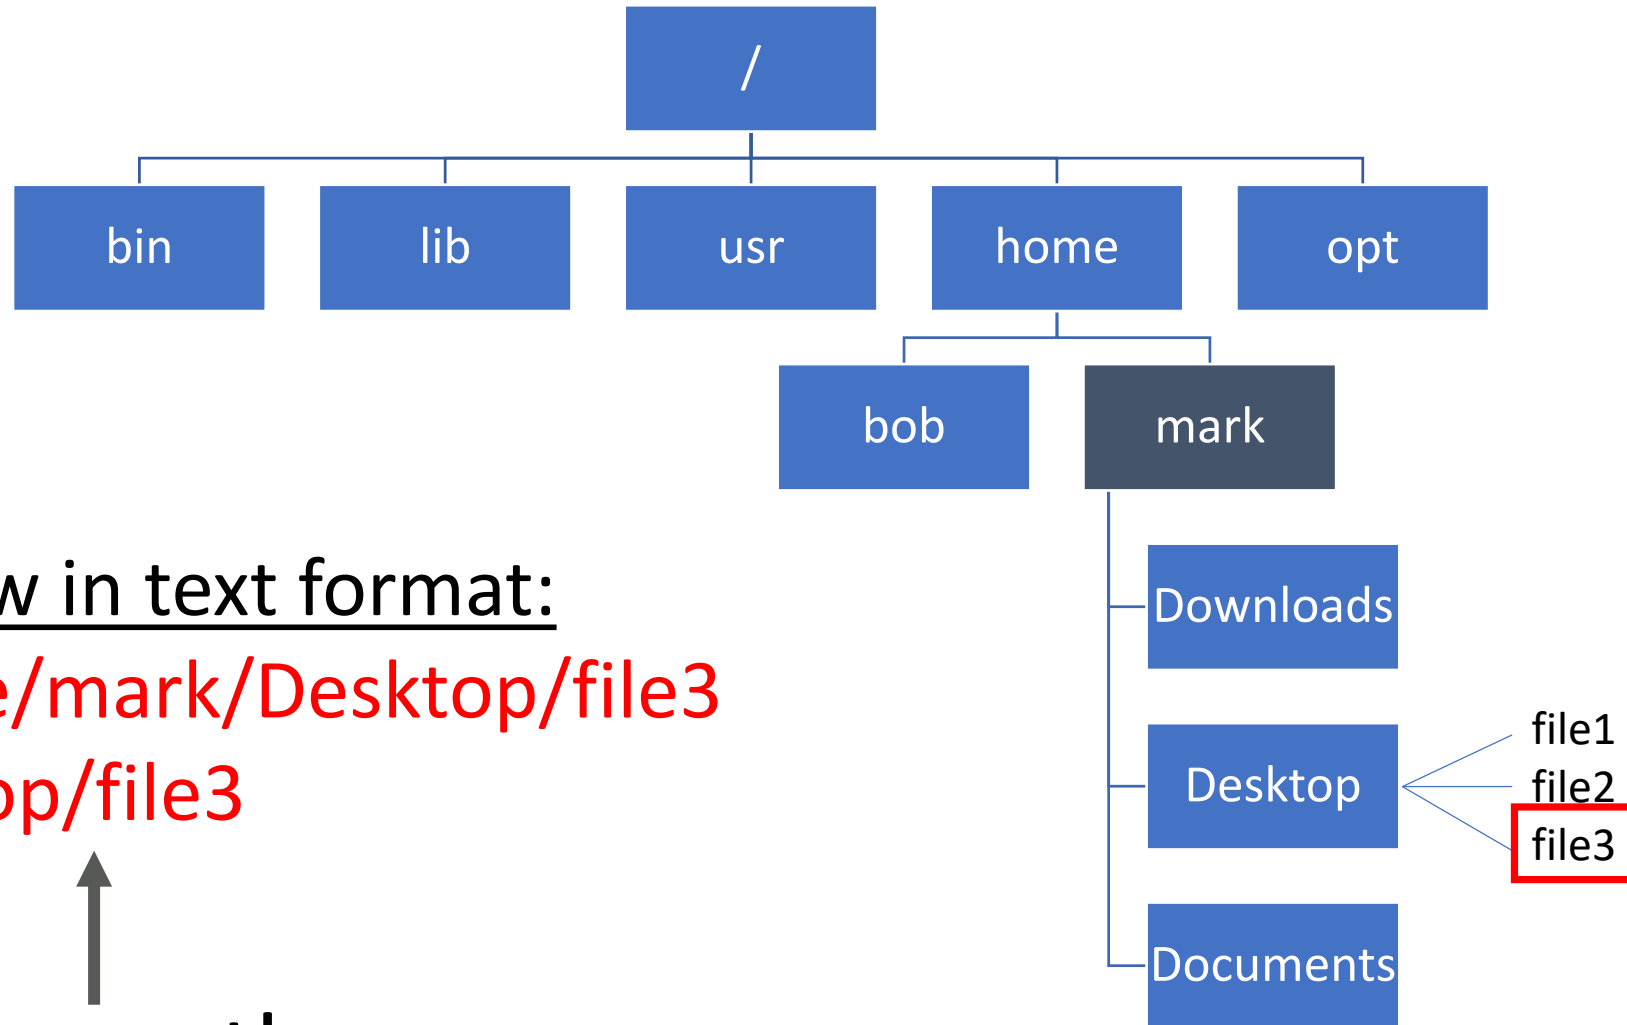 /
bin lib usr home opt
bob mark
Downloads
Desktop
Documents
file1
file2
file3
w in text format:
e/mark/Desktop/file3
op/file3